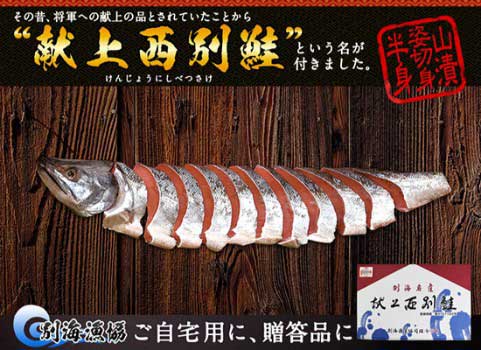 その昔、将軍への献上の品とされていたことから
“献上西別鮭”という名が付きました。
けんじょうにしべつさけ
山漬
姿切身
半身
別海漁協 ご自宅用に、贈答品に
別海産
献上西別鮭